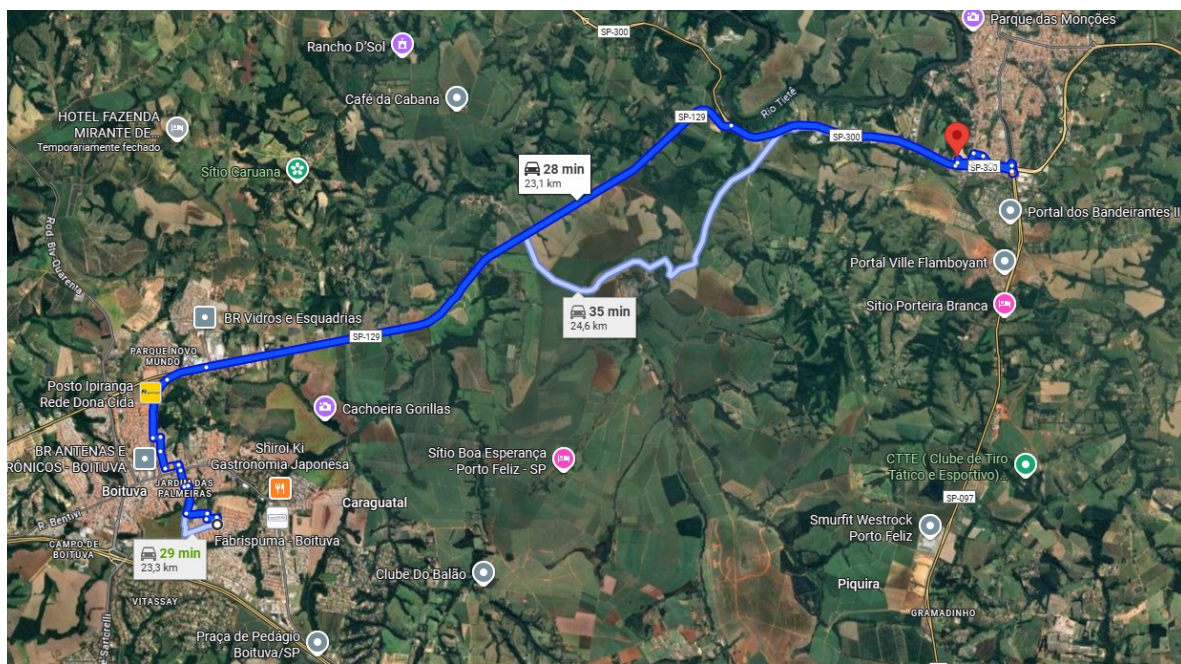 Parque das Monções
SP-300
Rancho D'Sol
Café da Cabana
SP-129
Rio Tietê
HOTEL FAZENDA
MIRANTE DE...
Temporariamente fechado
SP-300
28 min
23,1 km
SP-300
Sítio Caruana
Portal dos Bandeirantes II
Portal Ville Flamboyant
Sítio Porteira Branca
35 min
24,6 km
BR Vidros e Esquadrias
SP-129
PARQUE NOVO
MUNDO
Posto Ipiranga
Rede Dona Cida
Cachoeira Gorillas
BR ANTENAS E
RÔNICOS - BOITUVA
Shiroi Ki
Gastronomia Japonesa
Sítio Boa Esperança
- Porto Feliz - SP
CTTE ( Clube de Tiro
Tático e Esportivo)...
JARDIM DAS
PALMEIRAS
Boituva
Caraguatal
SP-097
R. Bentivi
Smurfit Westrock
Porto Feliz
Fabrispuma - Boituva
CAMPO DE
BOITUVA
29 min
23,3 km
Clube Do Balão
Piquira
VITASSAY
GRAMADINHO
Praça de Pedágio
Boituva/SP